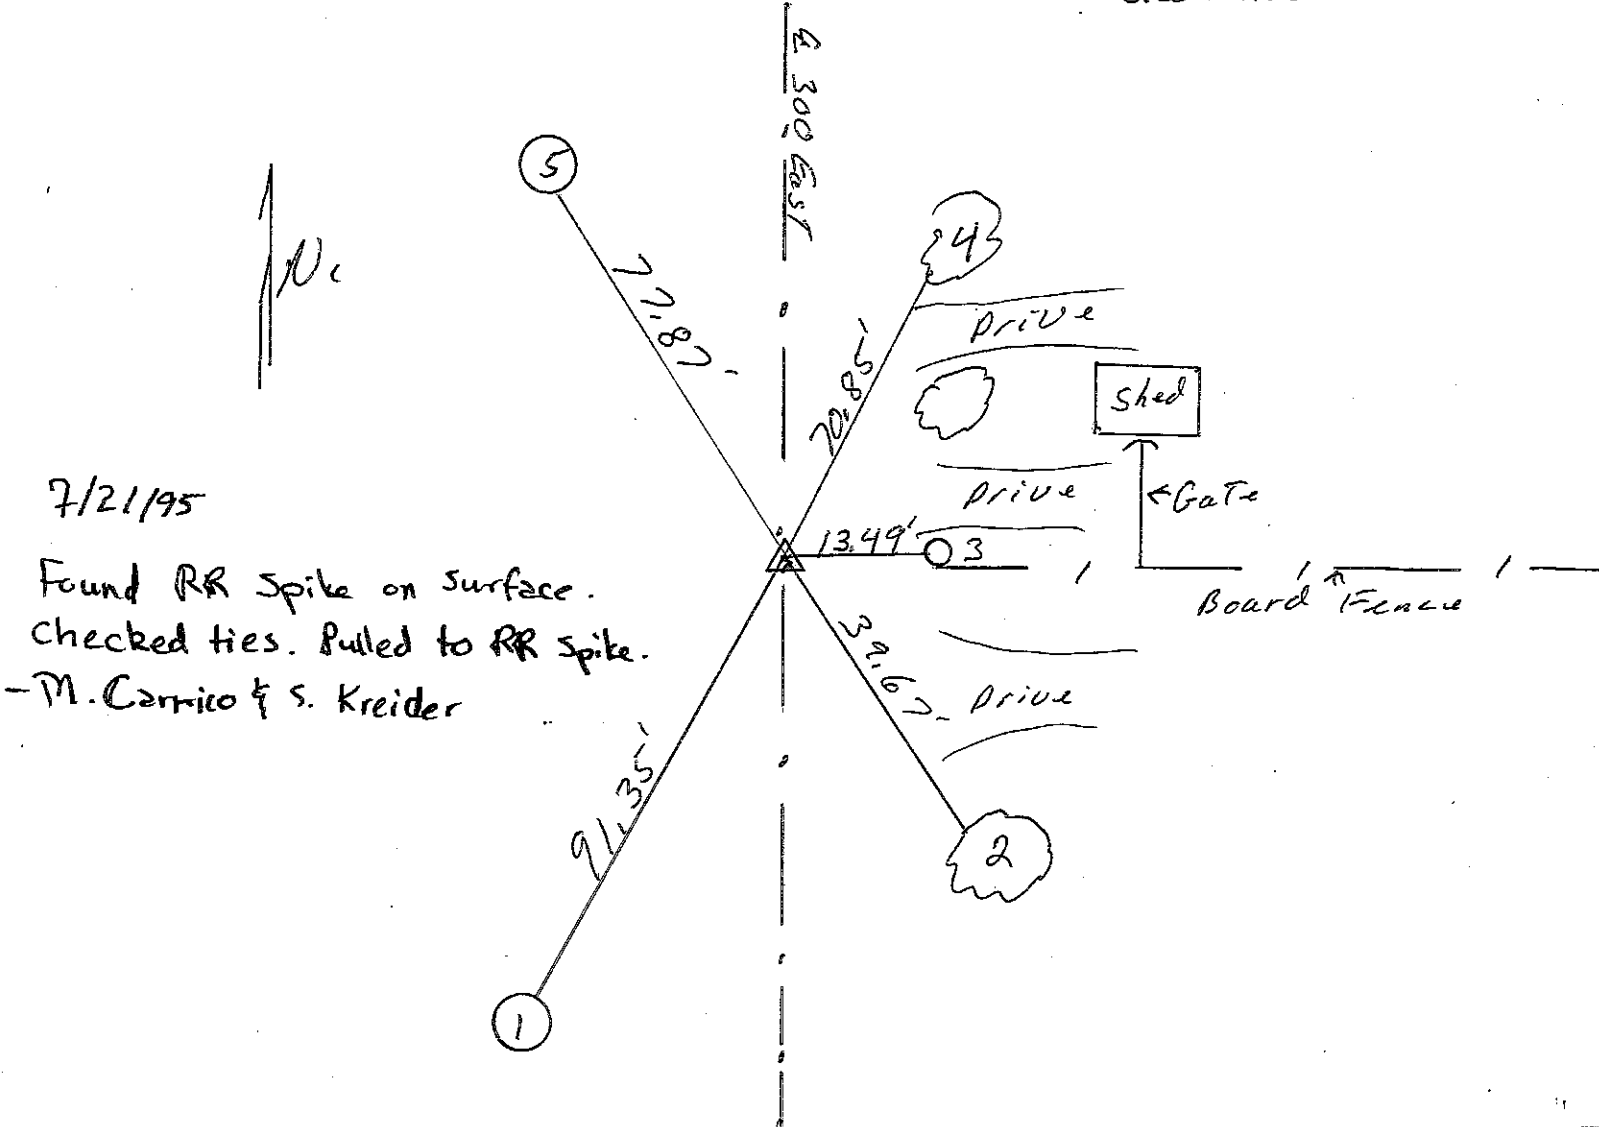 ℄ 300 East
5
N.
4
77.87'
70.85'
Drive
Shed
7/21/95
Drive
←Gate
13.49'
3
Found RR Spike on surface.
Checked ties. Pulled to RR Spike.
-M. Carrico & S. Kreider
Board Fence
39.67'
Drive
91.35'
2
1